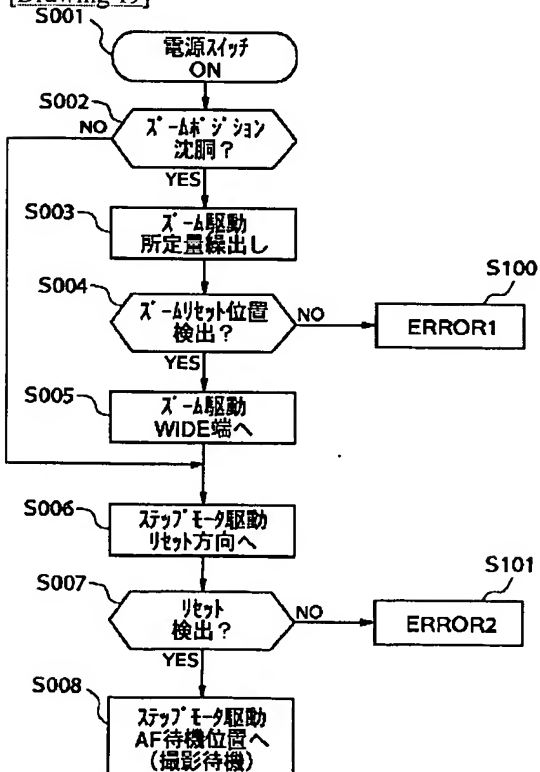 [Drawing 19]
S001
電源スイッチ
ON
S002
NO
ズームポジション
沈胴？
YES
S003
ズーム駆動
所定量繰出し
S004
ズームリセット位置
検出？
NO
S100
ERROR1
YES
S005
ズーム駆動
WIDE端へ
S006
ステップモータ駆動
リセット方向へ
S007
リセット
検出？
NO
S101
ERROR2
YES
S008
ステップモータ駆動
AF待機位置へ
(撮影待機)